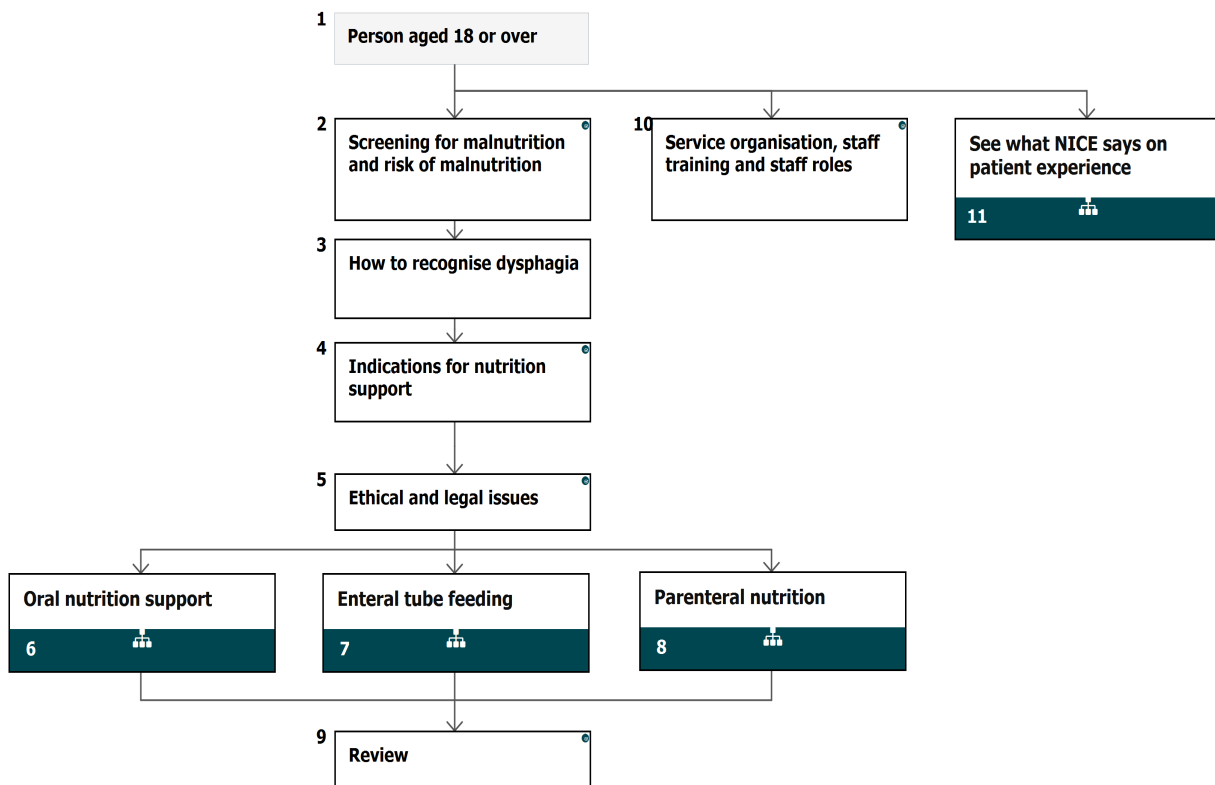 1
Person aged 18 or over
2
Screening for malnutrition
and risk of malnutrition
10
Service organisation, staff
training and staff roles
See what NICE says on
patient experience
11
3
How to recognise dysphagia
4
Indications for nutrition
support
5
Ethical and legal issues
Oral nutrition support
6
Enteral tube feeding
7
Parenteral nutrition
8
9
Review